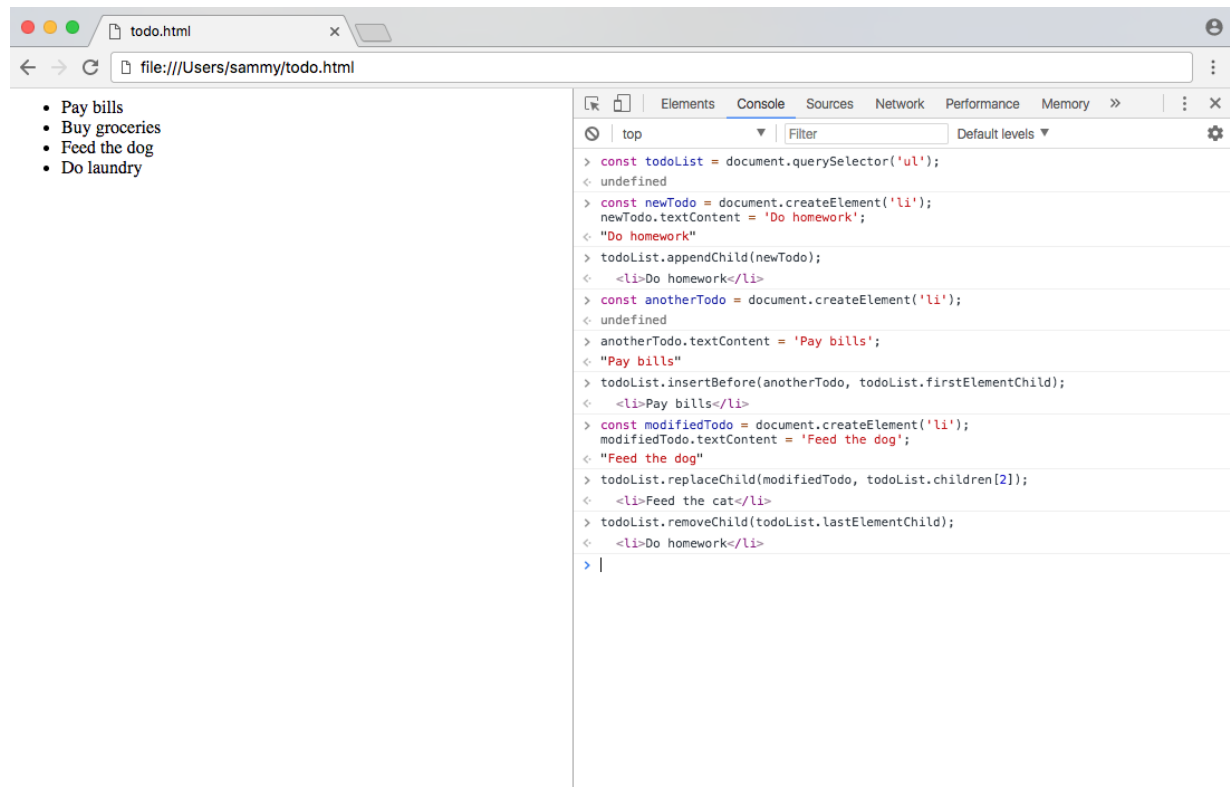 todo.html
file:///Users/sammy/todo.html
• Pay bills
• Buy groceries
• Feed the dog
• Do laundry
Elements Console Sources Network Performance Memory »
top ▼ Filter Default levels ▼
> const todoList = document.querySelector('ul');
< undefined
> const newTodo = document.createElement('li');
newTodo.textContent = 'Do homework';
< "Do homework"
> todoList.appendChild(newTodo);
< <li>Do homework</li>
> const anotherTodo = document.createElement('li');
< undefined
> anotherTodo.textContent = 'Pay bills';
< "Pay bills"
> todoList.insertBefore(anotherTodo, todoList.firstElementChild);
< <li>Pay bills</li>
> const modifiedTodo = document.createElement('li');
modifiedTodo.textContent = 'Feed the dog';
< "Feed the dog"
> todoList.replaceChild(modifiedTodo, todoList.children[2]);
< <li>Feed the cat</li>
> todoList.removeChild(todoList.lastElementChild);
< <li>Do homework</li>
>